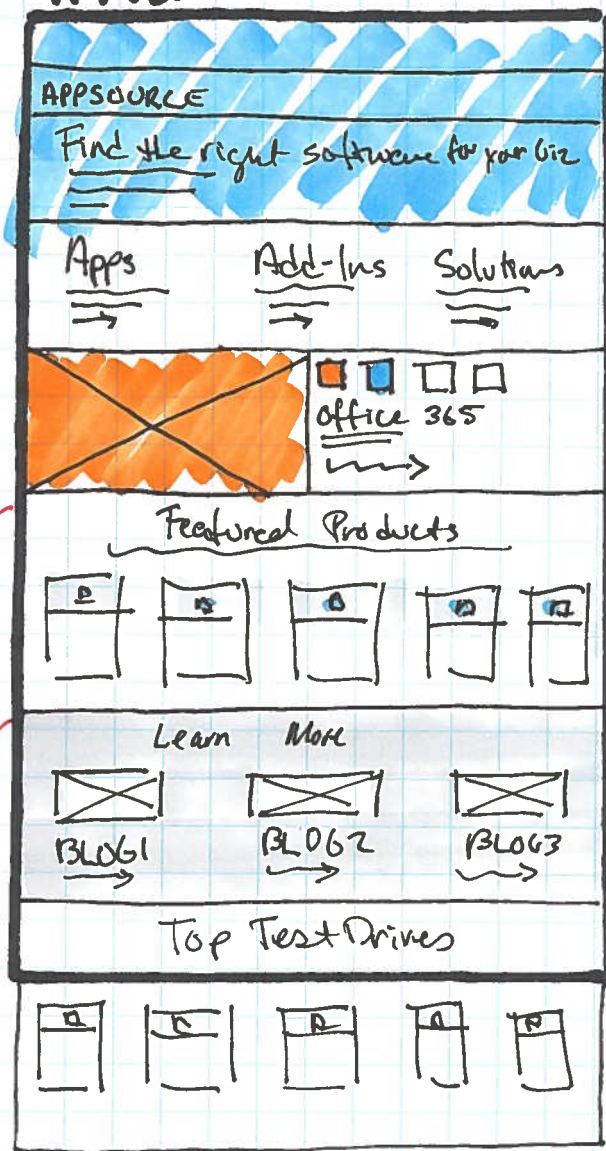 APPSOURCE
Find the right software for your biz
Apps Add-Ins Solutions
office 365
Featured Products
Learn More
BLOG1 BLOG2 BLOG3
Top Test Drives